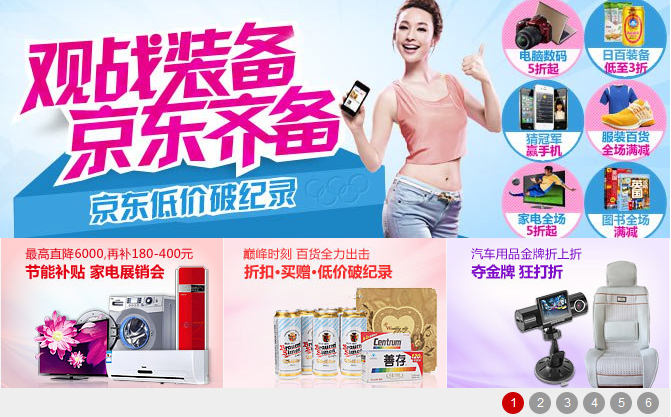 观战装备
京东齐备
京东低价破纪录
电脑数码
5折起
日百装备
低至3折
猜冠军
赢手机
服装百货
全场满减
家电全场
5折起
图书全场
满减
最高直降6000,再补180-400元
节能补贴 家电展销会
巅峰时刻 百货全力出击
折扣·买赠·低价破纪录
Centrum
善存
120
汽车用品金牌折上折
夺金牌 狂打折
1 2 3 4 5 6